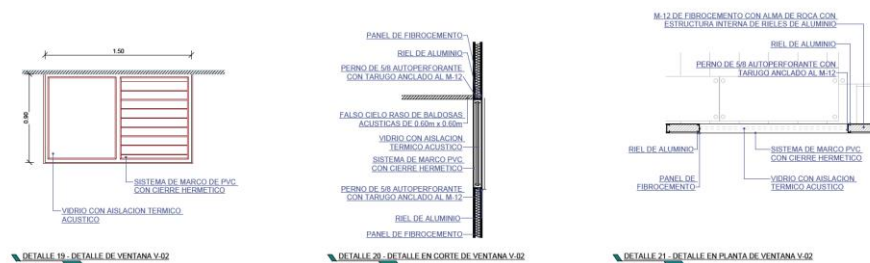 1.50
0.90
SISTEMA DE MARCO DE PVC
CON CIERRE HERMETICO
VIDRIO CON AISLACION TERMICO
ACUSTICO
DETALLE 19 - DETALLE DE VENTANA V-02
PANEL DE FIBROCEMENTO
RIEL DE ALUMINIO
PERNO DE 5/8 AUTOPERFORANTE
CON TARUGO ANCLADO AL M-12
FALSO CIELO RASO DE BALDOSAS
ACUSTICAS DE 0.60m x 0.60m
VIDRIO CON AISLACION
TERMICO ACUSTICO
SISTEMA DE MARCO PVC
CON CIERRE HERMETICO
PERNO DE 5/8 AUTOPERFORANTE
CON TARUGO ANCLADO AL M-12
RIEL DE ALUMINIO
PANEL DE FIBROCEMENTO
DETALLE 20 - DETALLE EN CORTE DE VENTANA V-02
M-12 DE FIBROCEMENTO CON ALMA DE ROCA CON
ESTRUCTURA INTERNA DE RIELES DE ALUMINIO
RIEL DE ALUMINIO
PERNO DE 5/8 AUTOPERFORANTE CON
TARUGO ANCLADO AL M-12
RIEL DE ALUMINIO
SISTEMA DE MARCO PVC
CON CIERRE HERMETICO
PANEL DE
FIBROCEMENTO
VIDRIO CON AISLACION
TERMICO ACUSTICO
DETALLE 21 - DETALLE EN PLANTA DE VENTANA V-02